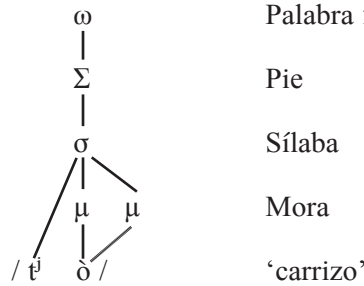 ω Palabra
Σ Pie
σ Sílaba
μ μ Mora
/ tʲ ò / ‘carrizo’